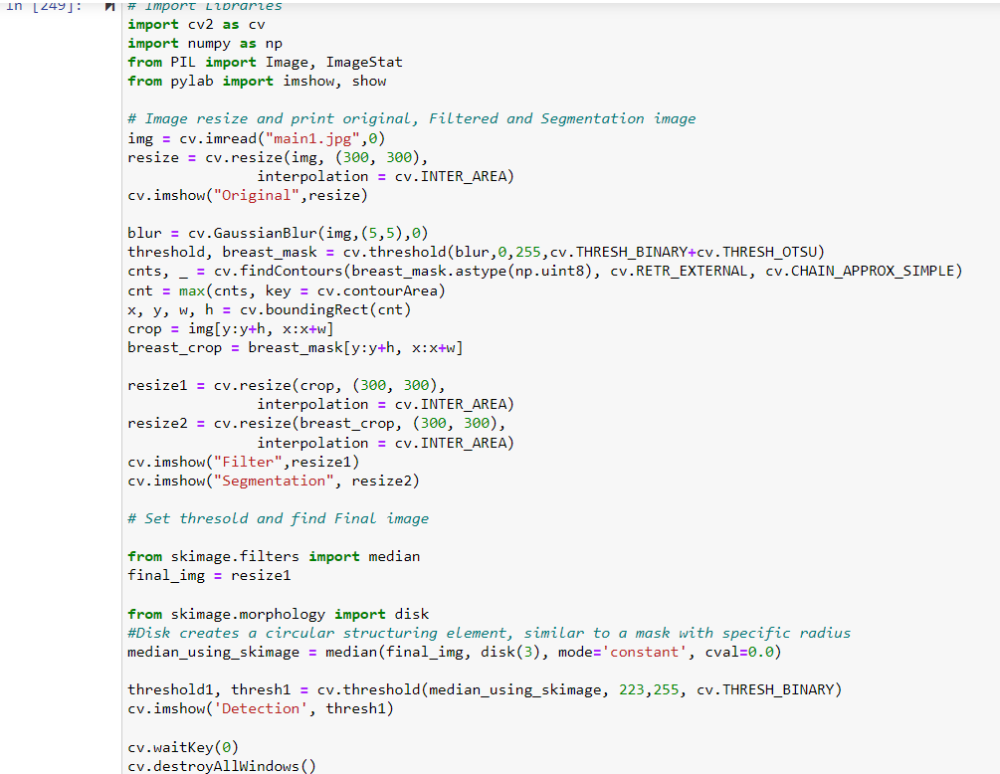 In [249]:
# Import Libraries
import cv2 as cv
import numpy as np
from PIL import Image, ImageStat
from pylab import imshow, show

# Image resize and print original, Filtered and Segmentation image
img = cv.imread("main1.jpg",0)
resize = cv.resize(img, (300, 300),
               interpolation = cv.INTER_AREA)
cv.imshow("Original",resize)

blur = cv.GaussianBlur(img,(5,5),0)
threshold, breast_mask = cv.threshold(blur,0,255,cv.THRESH_BINARY+cv.THRESH_OTSU)
cnts, _ = cv.findContours(breast_mask.astype(np.uint8), cv.RETR_EXTERNAL, cv.CHAIN_APPROX_SIMPLE)
cnt = max(cnts, key = cv.contourArea)
x, y, w, h = cv.boundingRect(cnt)
crop = img[y:y+h, x:x+w]
breast_crop = breast_mask[y:y+h, x:x+w]

resize1 = cv.resize(crop, (300, 300),
               interpolation = cv.INTER_AREA)
resize2 = cv.resize(breast_crop, (300, 300),
               interpolation = cv.INTER_AREA)
cv.imshow("Filter",resize1)
cv.imshow("Segmentation", resize2)

# Set thresold and find Final image

from skimage.filters import median
final_img = resize1

from skimage.morphology import disk
#Disk creates a circular structuring element, similar to a mask with specific radius
median_using_skimage = median(final_img, disk(3), mode='constant', cval=0.0)

threshold1, thresh1 = cv.threshold(median_using_skimage, 223,255, cv.THRESH_BINARY)
cv.imshow('Detection', thresh1)

cv.waitKey(0)
cv.destroyAllWindows()